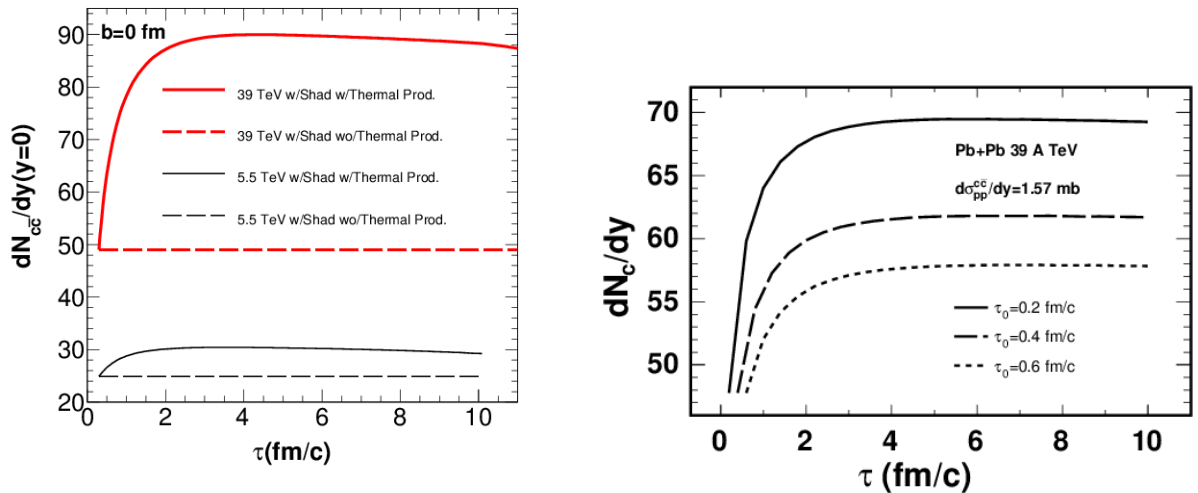 b=0 fm
90
80
70
60
50
40
30
20
dN_{cc̄}/dy(y=0)
39 TeV w/Shad w/Thermal Prod.
39 TeV w/Shad wo/Thermal Prod.
5.5 TeV w/Shad w/Thermal Prod.
5.5 TeV w/Shad wo/Thermal Prod.
0 2 4 6 8 10
τ(fm/c)
70
65
60
55
50
dN_c/dy
Pb+Pb 39 A TeV
dσ_{pp}^{cc̄}/dy=1.57 mb
τ_0=0.2 fm/c
τ_0=0.4 fm/c
τ_0=0.6 fm/c
0 2 4 6 8 10
τ (fm/c)